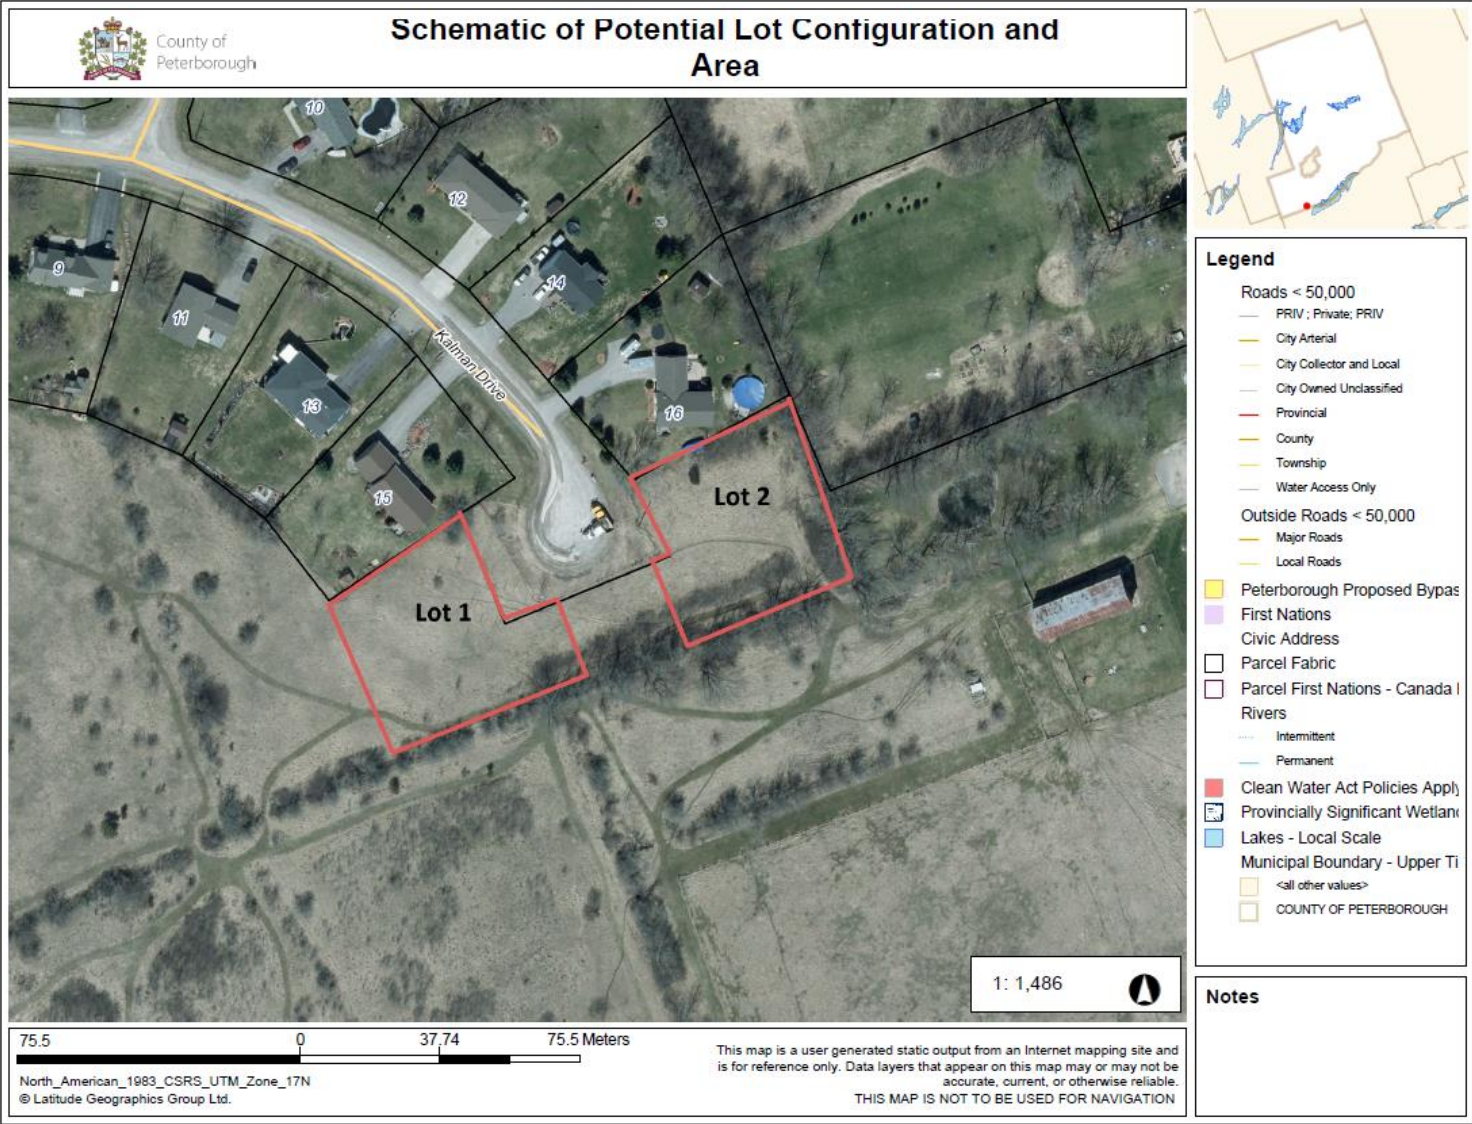 County of
Peterborough
Schematic of Potential Lot Configuration and
Area
10
12
14
9
11
13
Kalman Drive
16
15
Lot 2
Lot 1
1: 1,486
Legend
Roads < 50,000
PRIV ; Private; PRIV
City Arterial
City Collector and Local
City Owned Unclassified
Provincial
County
Township
Water Access Only
Outside Roads < 50,000
Major Roads
Local Roads
Peterborough Proposed Bypas
First Nations
Civic Address
Parcel Fabric
Parcel First Nations - Canada
Rivers
Intermittent
Permanent
Clean Water Act Policies Apply
Provincially Significant Wetlan
Lakes - Local Scale
Municipal Boundary - Upper Ti
<all other values>
COUNTY OF PETERBOROUGH
Notes
75.5 0 37.74 75.5 Meters
North_American_1983_CSRS_UTM_Zone_17N
© Latitude Geographics Group Ltd.
This map is a user generated static output from an Internet mapping site and
is for reference only. Data layers that appear on this map may or may not be
accurate, current, or otherwise reliable.
THIS MAP IS NOT TO BE USED FOR NAVIGATION